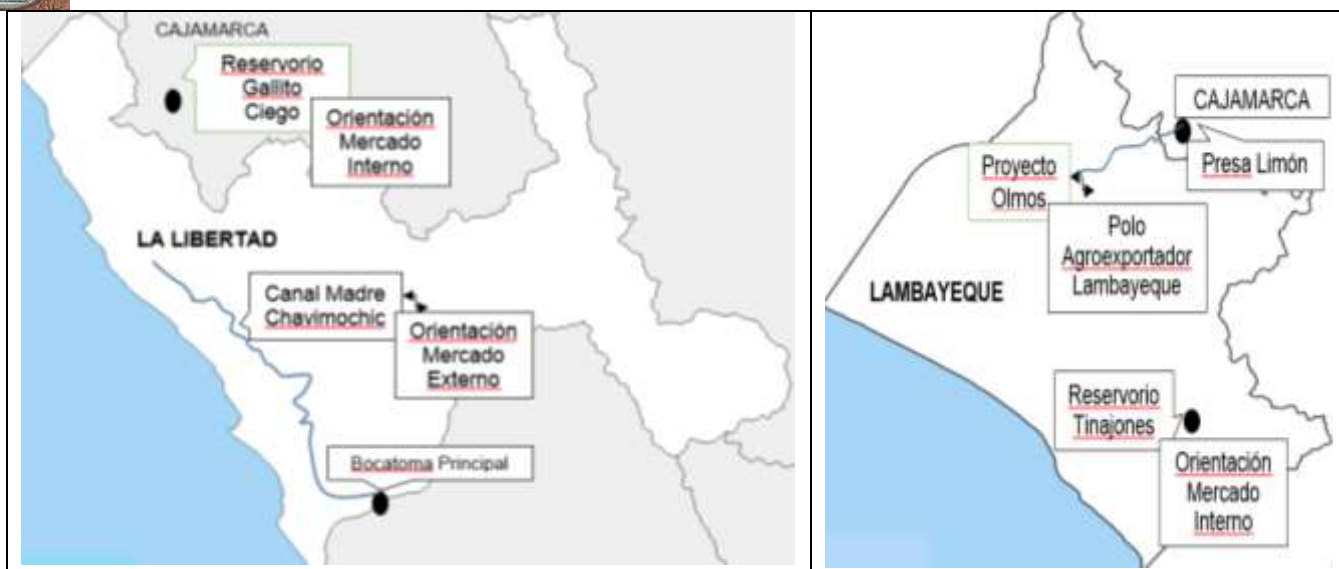 CAJAMARCA
Reservorio
Gallito
Ciego
Orientación
Mercado
Interno
LA LIBERTAD
Canal Madre
Chavimochic
Orientación
Mercado
Externo
Bocatoma Principal
CAJAMARCA
Presa Limón
Proyecto
Olmos
Polo
Agroexportador
Lambayeque
LAMBAYEQUE
Reservorio
Tinajones
Orientación
Mercado
Interno